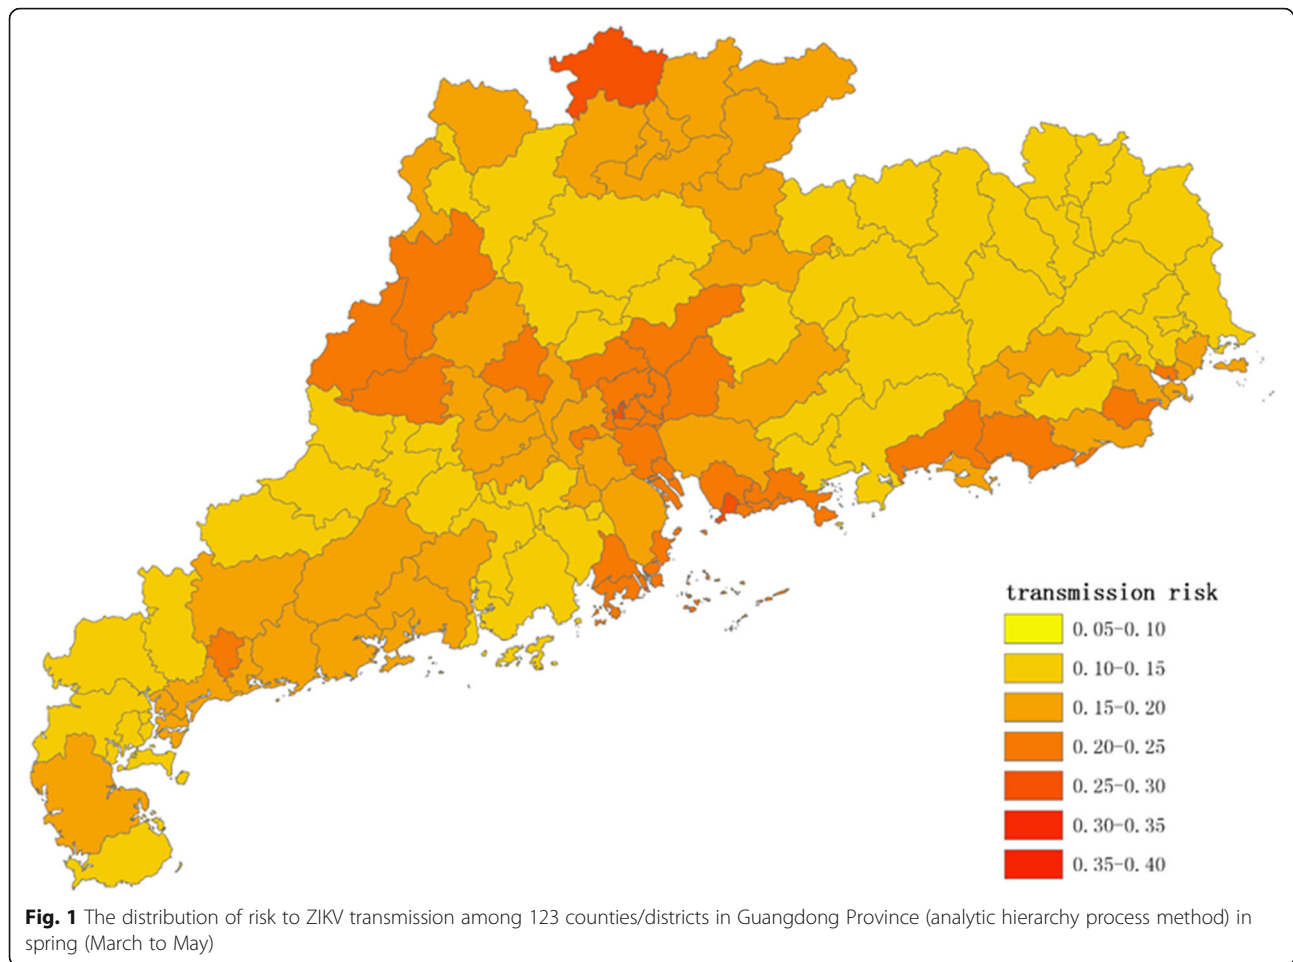 transmission risk
0.05-0.10
0.10-0.15
0.15-0.20
0.20-0.25
0.25-0.30
0.30-0.35
0.35-0.40
Fig. 1 The distribution of risk to ZIKV transmission among 123 counties/districts in Guangdong Province (analytic hierarchy process method) in
spring (March to May)